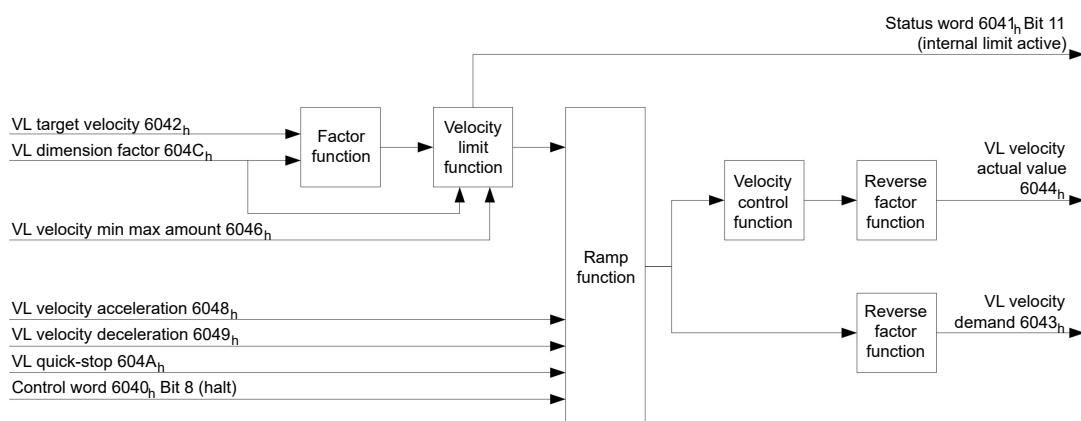 Status word 6041h Bit 11
(internal limit active)
VL target velocity 6042h
VL dimension factor 604Ch
Factor
function
Velocity
limit
function
VL velocity min max amount 6046h
Ramp
function
Velocity
control
function
Reverse
factor
function
VL velocity
actual value
6044h
VL velocity acceleration 6048h
VL velocity deceleration 6049h
VL quick-stop 604Ah
Control word 6040h Bit 8 (halt)
Reverse
factor
function
VL velocity
demand 6043h